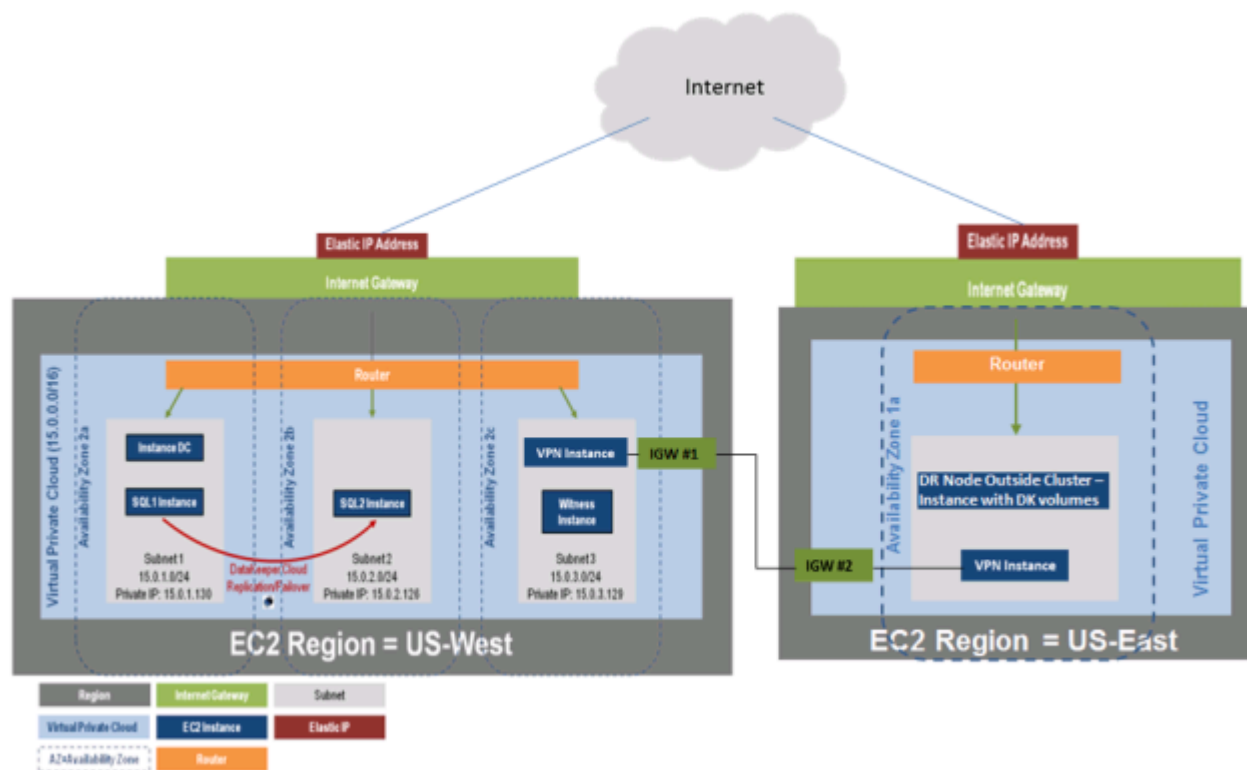 Internet
Elastic IP Address
Internet Gateway
Virtual Private Cloud (15.0.0.0/16)
Router
Availability Zone 2a
Instance DC
SQL1 Instance
Subnet 1
15.0.1.0/24
Private IP: 15.0.1.130
DataKeeper Cloud
Replication/Failover
Availability Zone 2b
SQL2 Instance
Subnet 2
15.0.2.0/24
Private IP: 15.0.2.126
Availability Zone 2c
VPN Instance
Witness
Instance
Subnet 3
15.0.3.0/24
Private IP: 15.0.3.129
IGW #1
EC2 Region = US-West
Elastic IP Address
Internet Gateway
Router
Availability Zone 1a
DR Node Outside Cluster –
Instance with DK volumes
VPN Instance
IGW #2
Virtual Private Cloud
EC2 Region = US-East
Region
Internet Gateway
Subnet
Virtual Private Cloud
EC2 Instance
Elastic IP
AZ=Availability Zone
Router